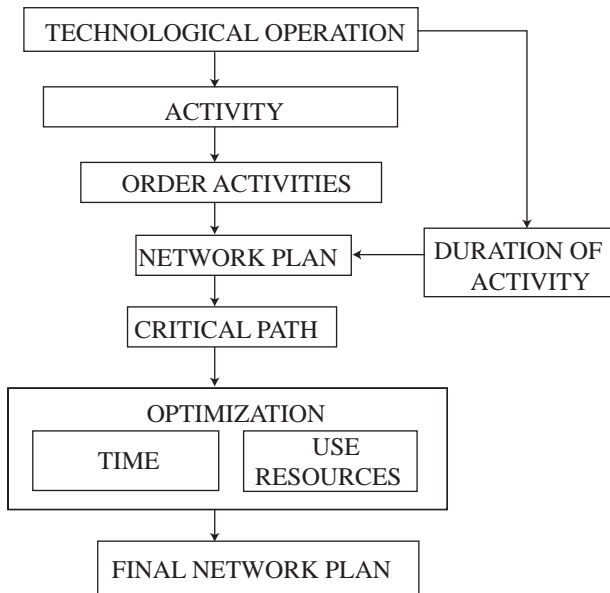 TECHNOLOGICAL OPERATION
ACTIVITY
ORDER ACTIVITIES
NETWORK PLAN
DURATION OF
ACTIVITY
CRITICAL PATH
OPTIMIZATION
TIME
USE
RESOURCES
FINAL NETWORK PLAN